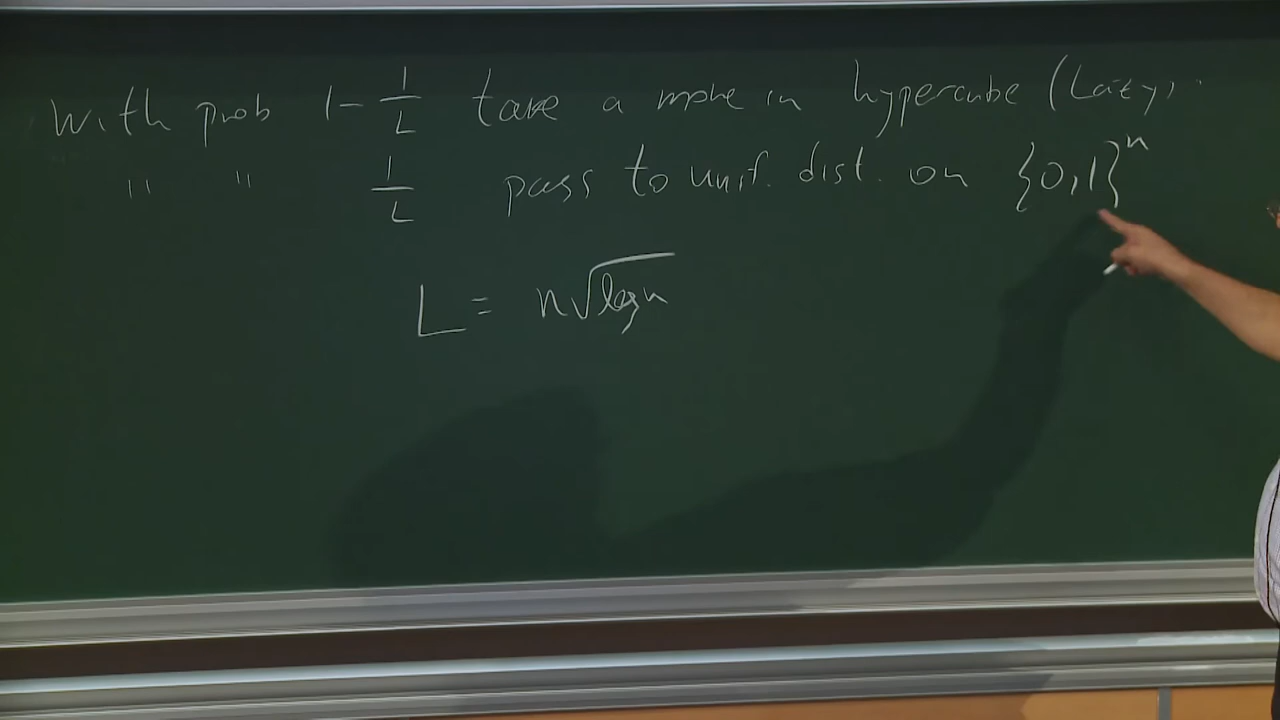 With prob 1 - 1/L take a move in hypercube (Lazy)
" " 1/L pass to unif. dist. on {0,1}^n
L = n√log n